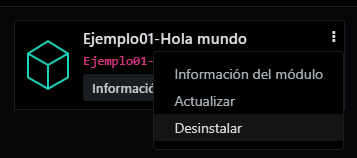 Ejemplo01-Hola mundo
Ejemplo01-
Informació
Información del módulo
Actualizar
Desinstalar